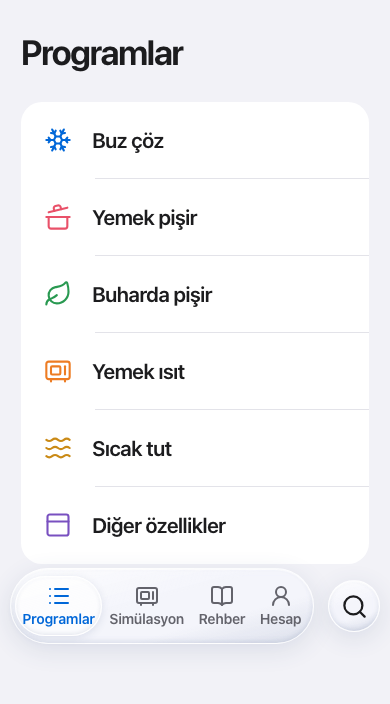 Programlar
Buz çöz
Yemek pişir
Buharda pişir
Yemek ısıt
Sıcak tut
Diğer özellikler
Programlar Simülasyon Rehber Hesap